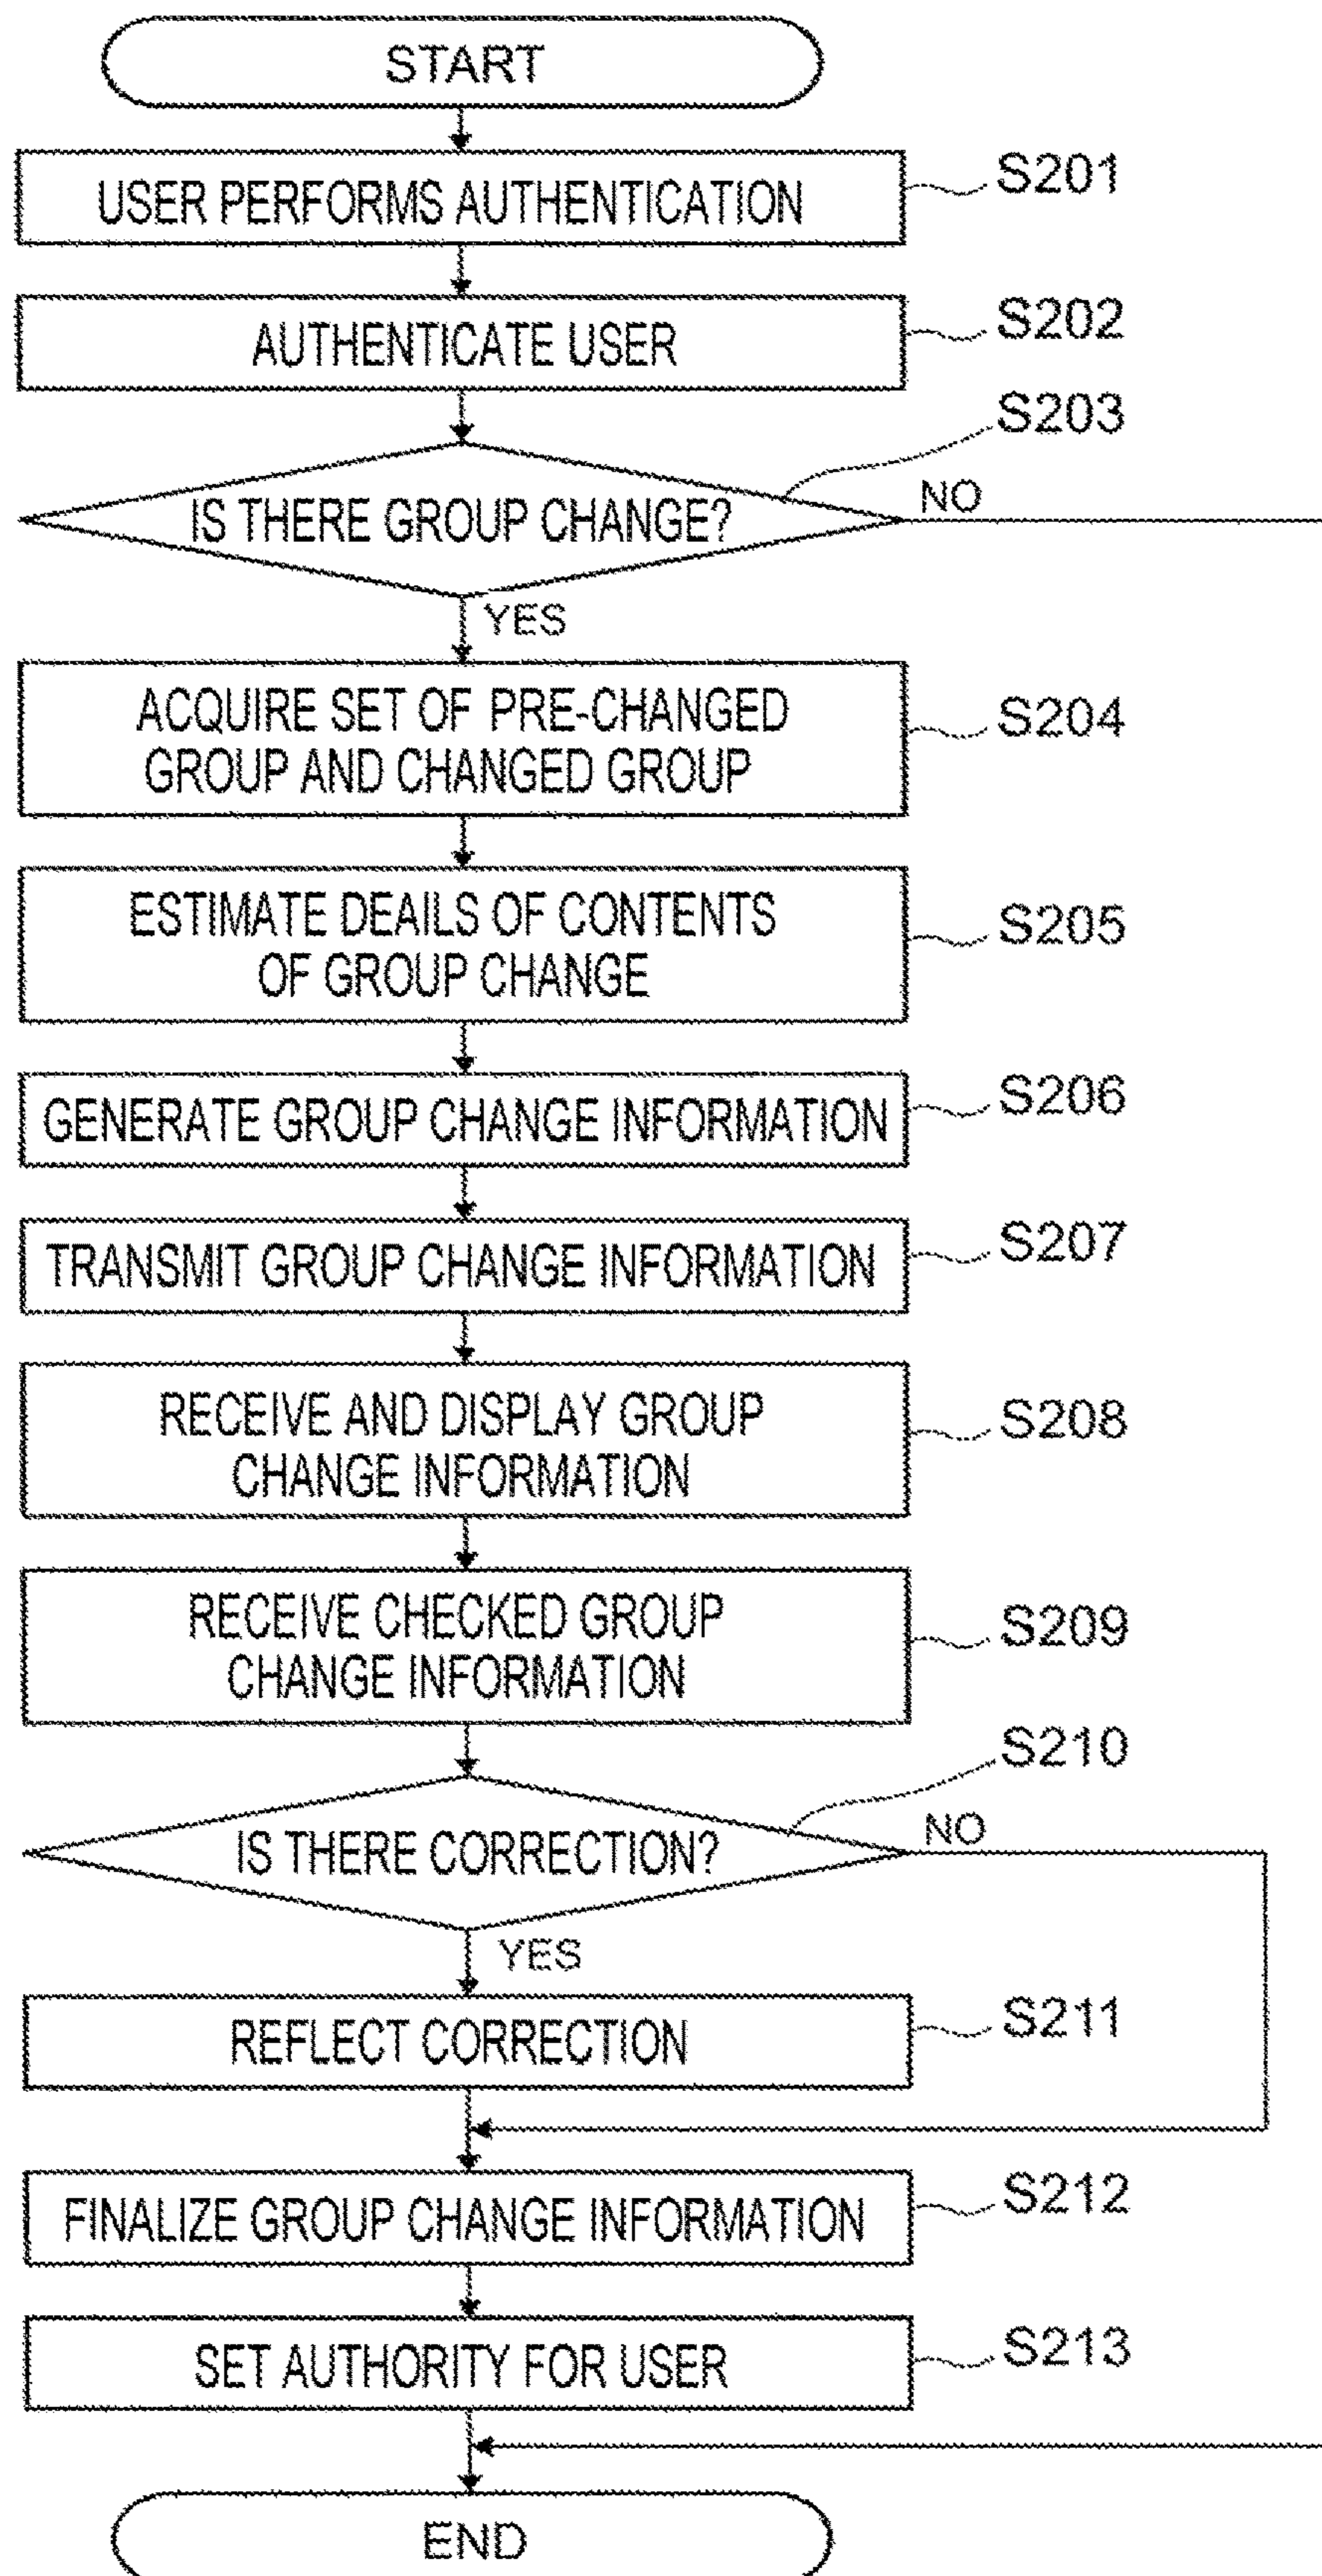 START
USER PERFORMS AUTHENTICATION
S201
AUTHENTICATE USER
S202
S203
IS THERE GROUP CHANGE?
NO
YES
ACQUIRE SET OF PRE-CHANGED
GROUP AND CHANGED GROUP
S204
ESTIMATE DEAILS OF CONTENTS
OF GROUP CHANGE
S205
GENERATE GROUP CHANGE INFORMATION
S206
TRANSMIT GROUP CHANGE INFORMATION
S207
RECEIVE AND DISPLAY GROUP
CHANGE INFORMATION
S208
RECEIVE CHECKED GROUP
CHANGE INFORMATION
S209
S210
IS THERE CORRECTION?
NO
YES
REFLECT CORRECTION
S211
FINALIZE GROUP CHANGE INFORMATION
S212
SET AUTHORITY FOR USER
S213
END